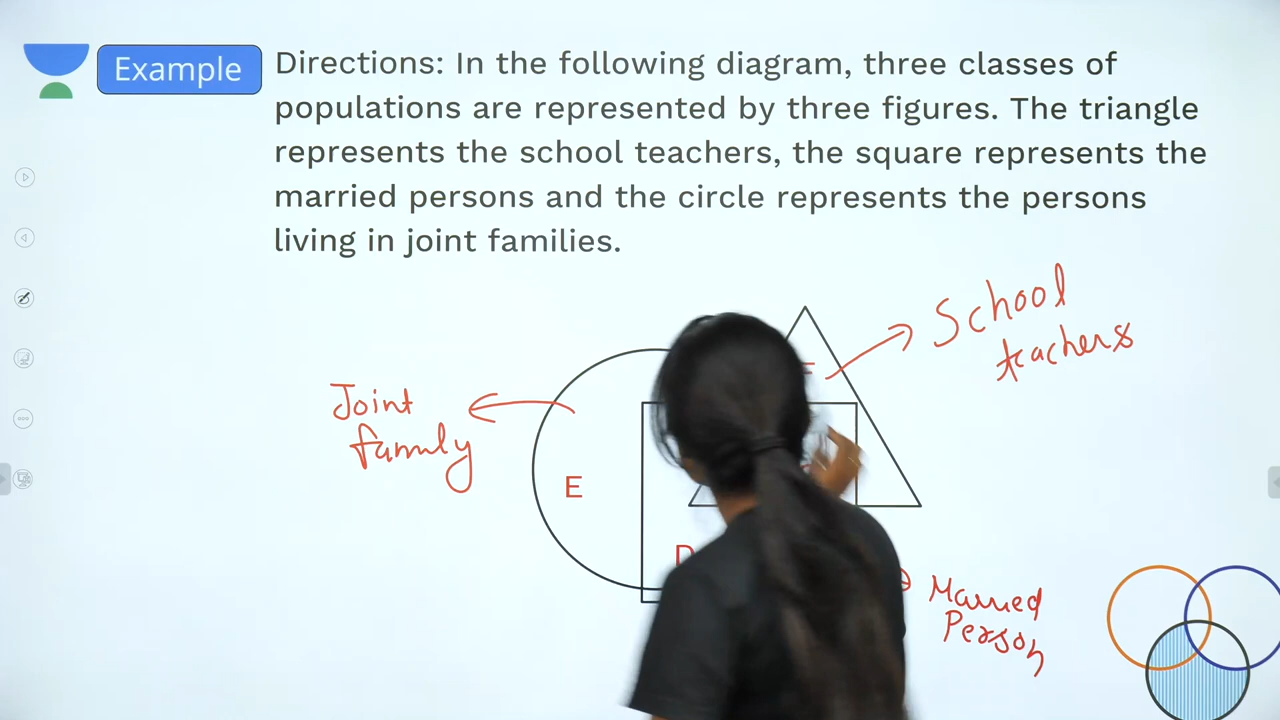 Example
Directions: In the following diagram, three classes of
populations are represented by three figures. The triangle
represents the school teachers, the square represents the
married persons and the circle represents the persons
living in joint families.
School
teachers
Joint
family
E
D
Married
Person